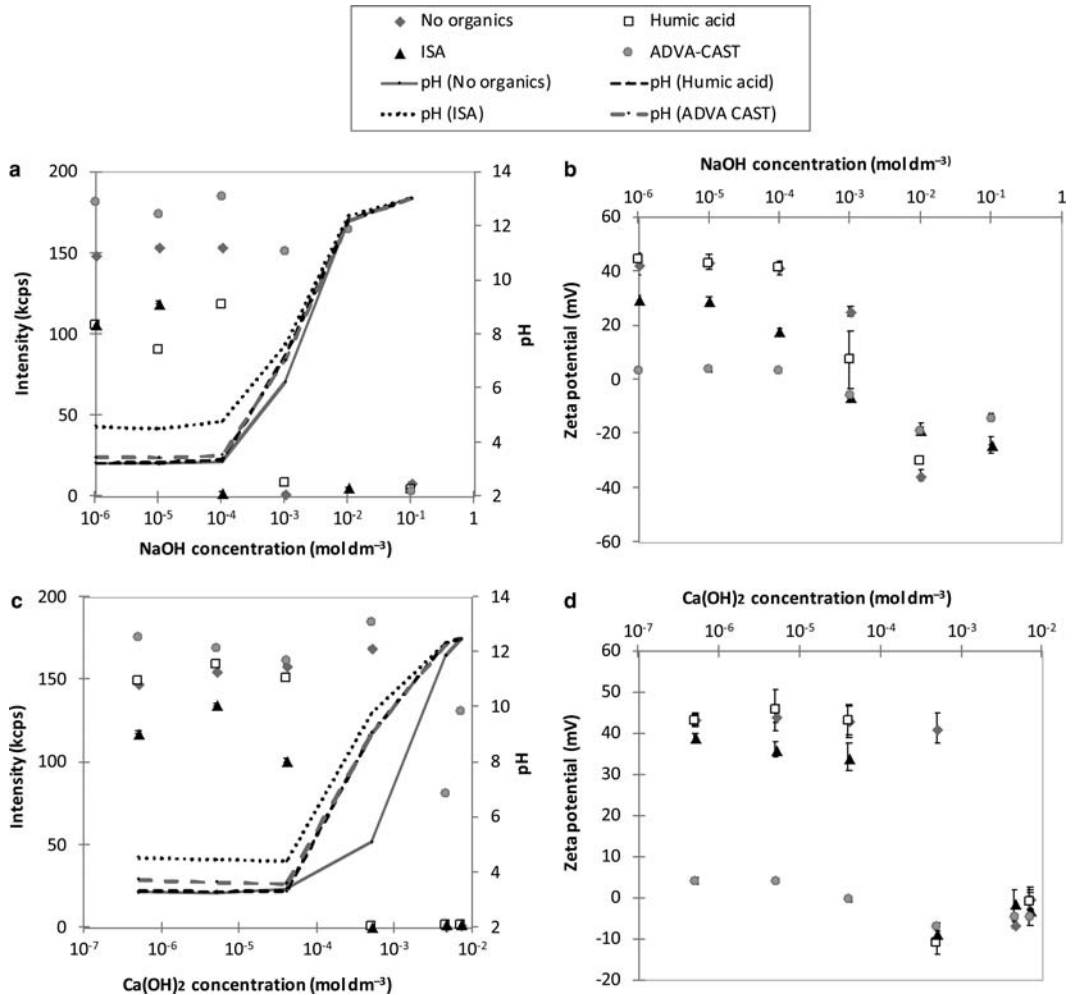 No organics
Humic acid
ISA
ADVA-CAST
pH (No organics)
pH (Humic acid)
pH (ISA)
pH (ADVA CAST)
a
200
150
100
50
0
Intensity (kcps)
14
12
10
8
6
4
2
pH
10⁻⁶ 10⁻⁵ 10⁻⁴ 10⁻³ 10⁻² 10⁻¹ 1
NaOH concentration (mol dm⁻³)
b
NaOH concentration (mol dm⁻³)
10⁻⁶ 10⁻⁵ 10⁻⁴ 10⁻³ 10⁻² 10⁻¹ 1
60
40
20
0
-20
-40
-60
Zeta potential (mV)
c
200
150
100
50
0
Intensity (kcps)
14
12
10
8
6
4
2
pH
10⁻⁷ 10⁻⁶ 10⁻⁵ 10⁻⁴ 10⁻³ 10⁻²
Ca(OH)2 concentration (mol dm⁻³)
d
Ca(OH)2 concentration (mol dm⁻³)
10⁻⁷ 10⁻⁶ 10⁻⁵ 10⁻⁴ 10⁻³ 10⁻²
60
50
40
30
20
10
0
-10
-20
Zeta potential (mV)